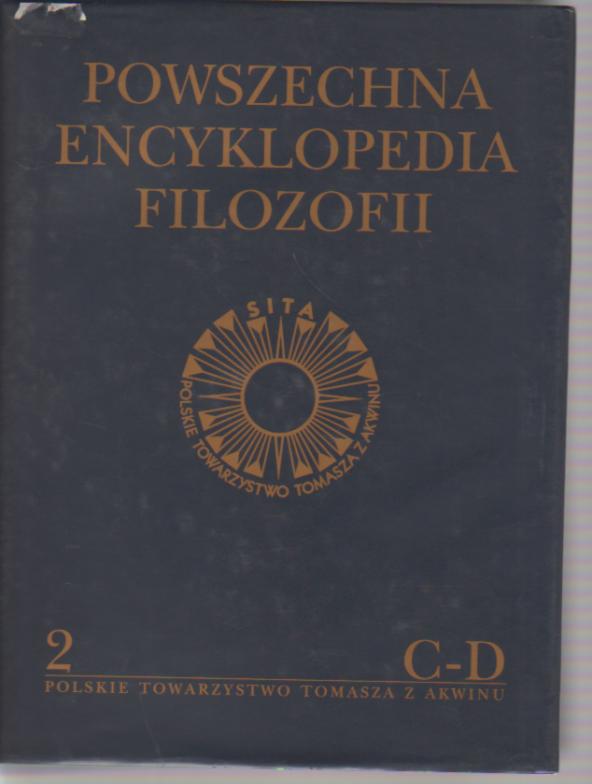 POWSZECHNA
ENCYKLOPEDIA
FILOZOFII
SITA
POLSKIE TOWARZYSTWO TOMASZA Z AKWINU
2 C-D
POLSKIE TOWARZYSTWO TOMASZA Z AKWINU